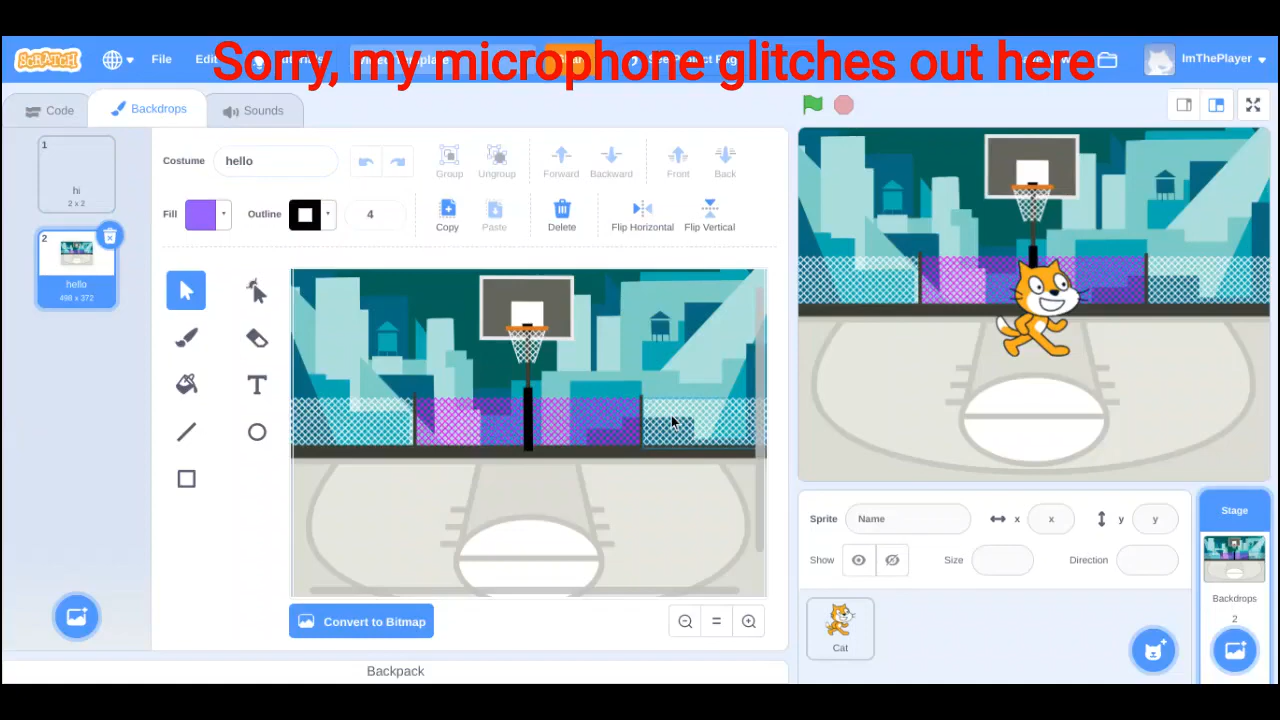 Sorry, my microphone glitches out here
SCRATCH
File
Edit
ImThePlayer
Code
Backdrops
Sounds
1
hi
2 x 2
2
hello
498 x 372
Costume
hello
Group
Ungroup
Forward
Backward
Front
Back
Fill
Outline
4
Copy
Paste
Delete
Flip Horizontal
Flip Vertical
T
Convert to Bitmap
Backpack
Sprite
Name
x
x
y
y
Show
Size
Direction
Cat
Stage
Backdrops
2